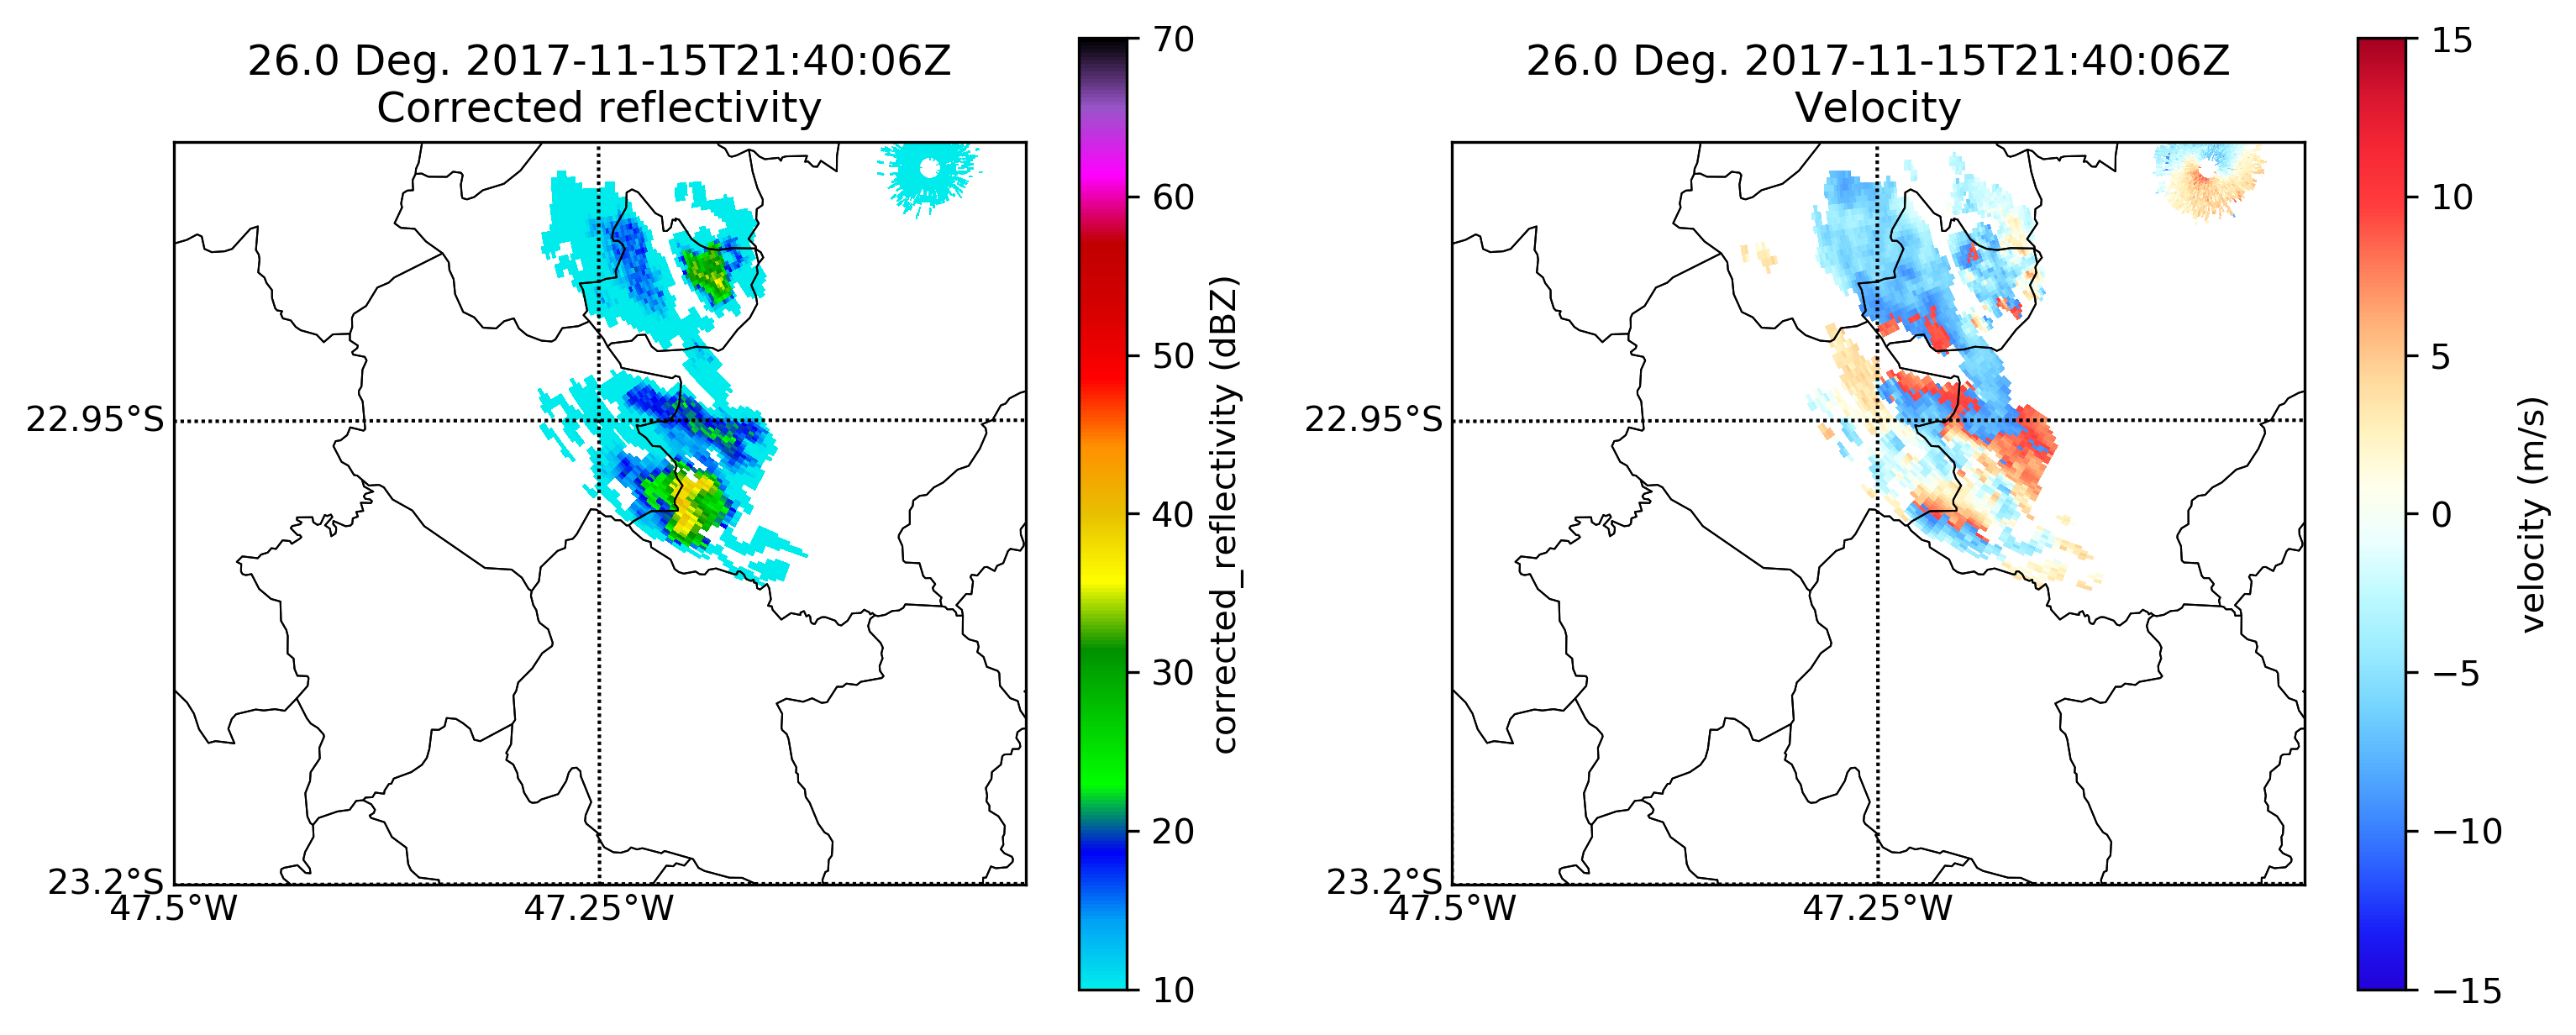 26.0 Deg. 2017-11-15T21:40:06Z
Corrected reflectivity
22.95°S
23.2°S
47.5°W
47.25°W
70
60
50
40
30
20
10
corrected_reflectivity (dBZ)
26.0 Deg. 2017-11-15T21:40:06Z
Velocity
22.95°S
23.2°S
47.5°W
47.25°W
15
10
5
0
−5
−10
−15
velocity (m/s)